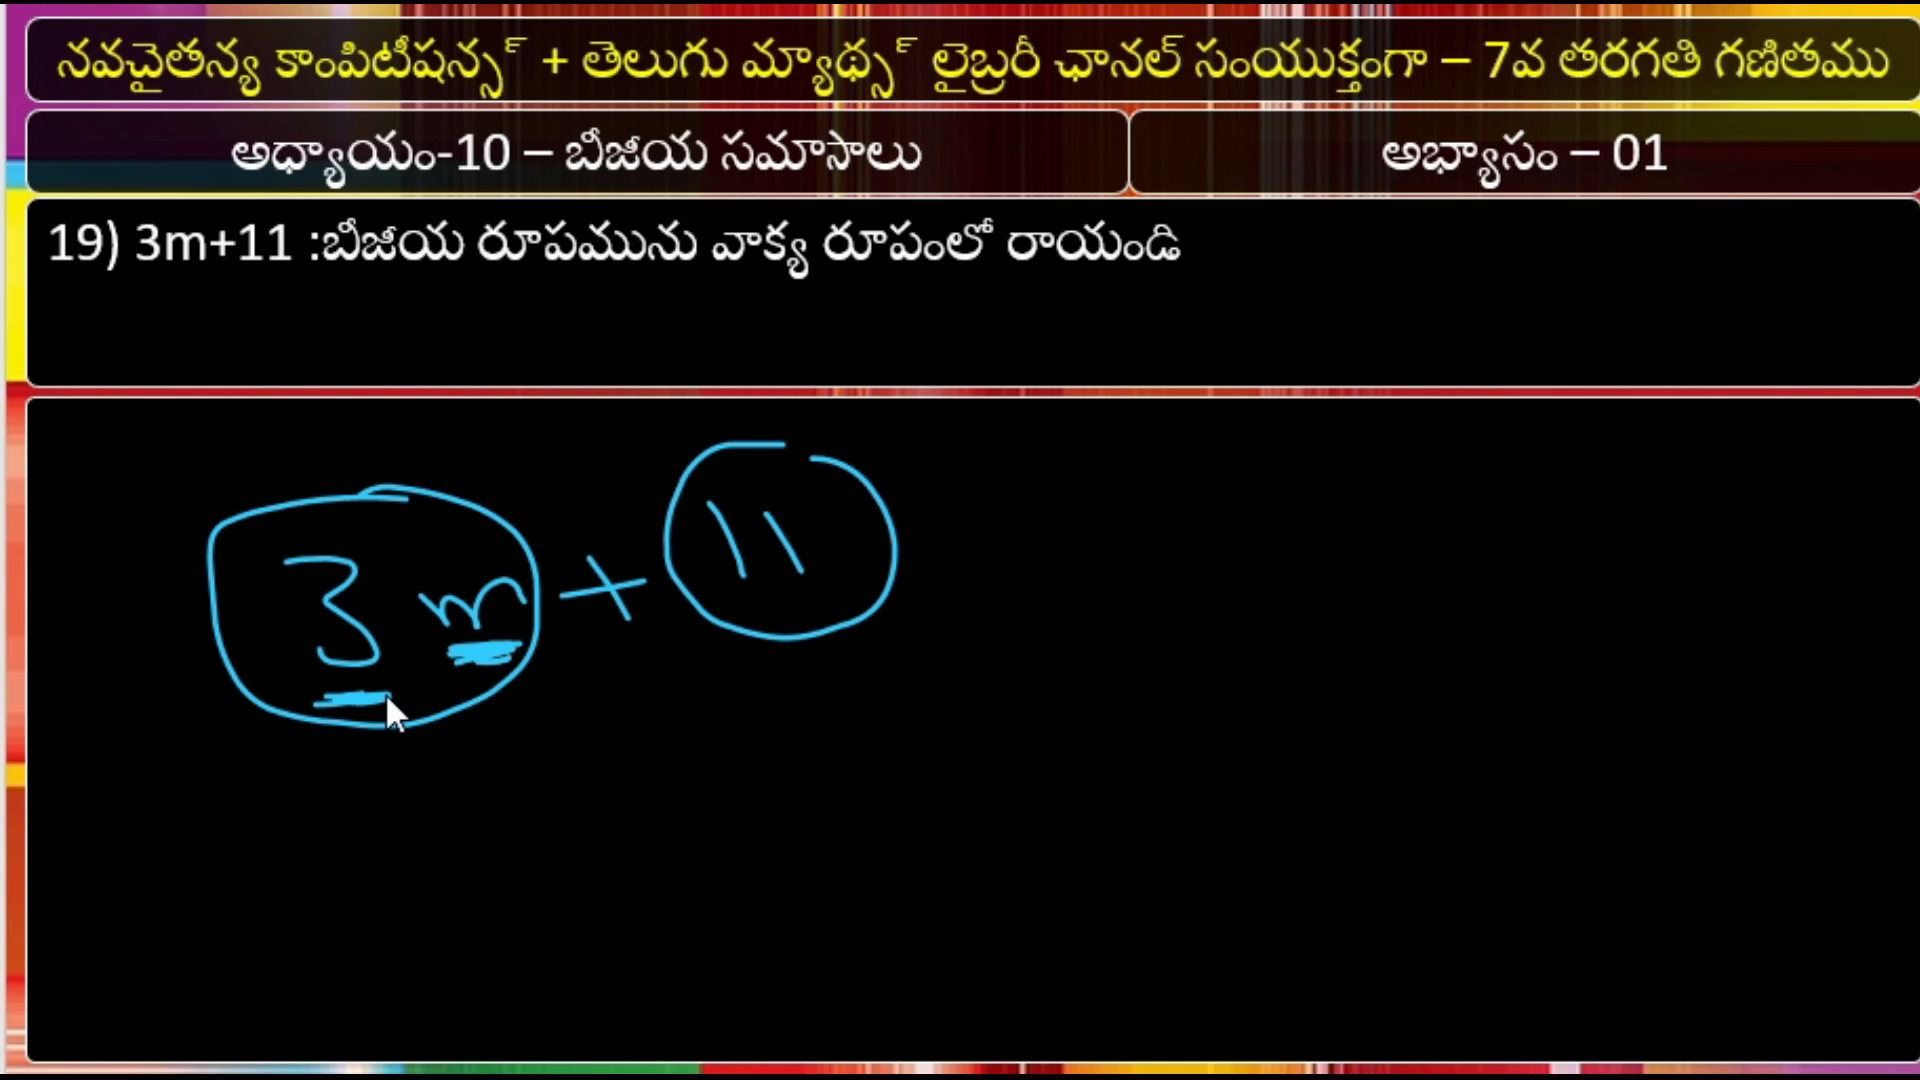 నవచైతన్య కాంపిటీషన్స్ + తెలుగు మ్యాథ్స్ లైబ్రరీ ఛానల్ సంయుక్తంగా – 7వ తరగతి గణితము
అధ్యాయం-10 – బీజీయ సమాసాలు
అభ్యాసం – 01
19) 3m+11 :బీజీయ రూపమును వాక్య రూపంలో రాయండి
3m + 11